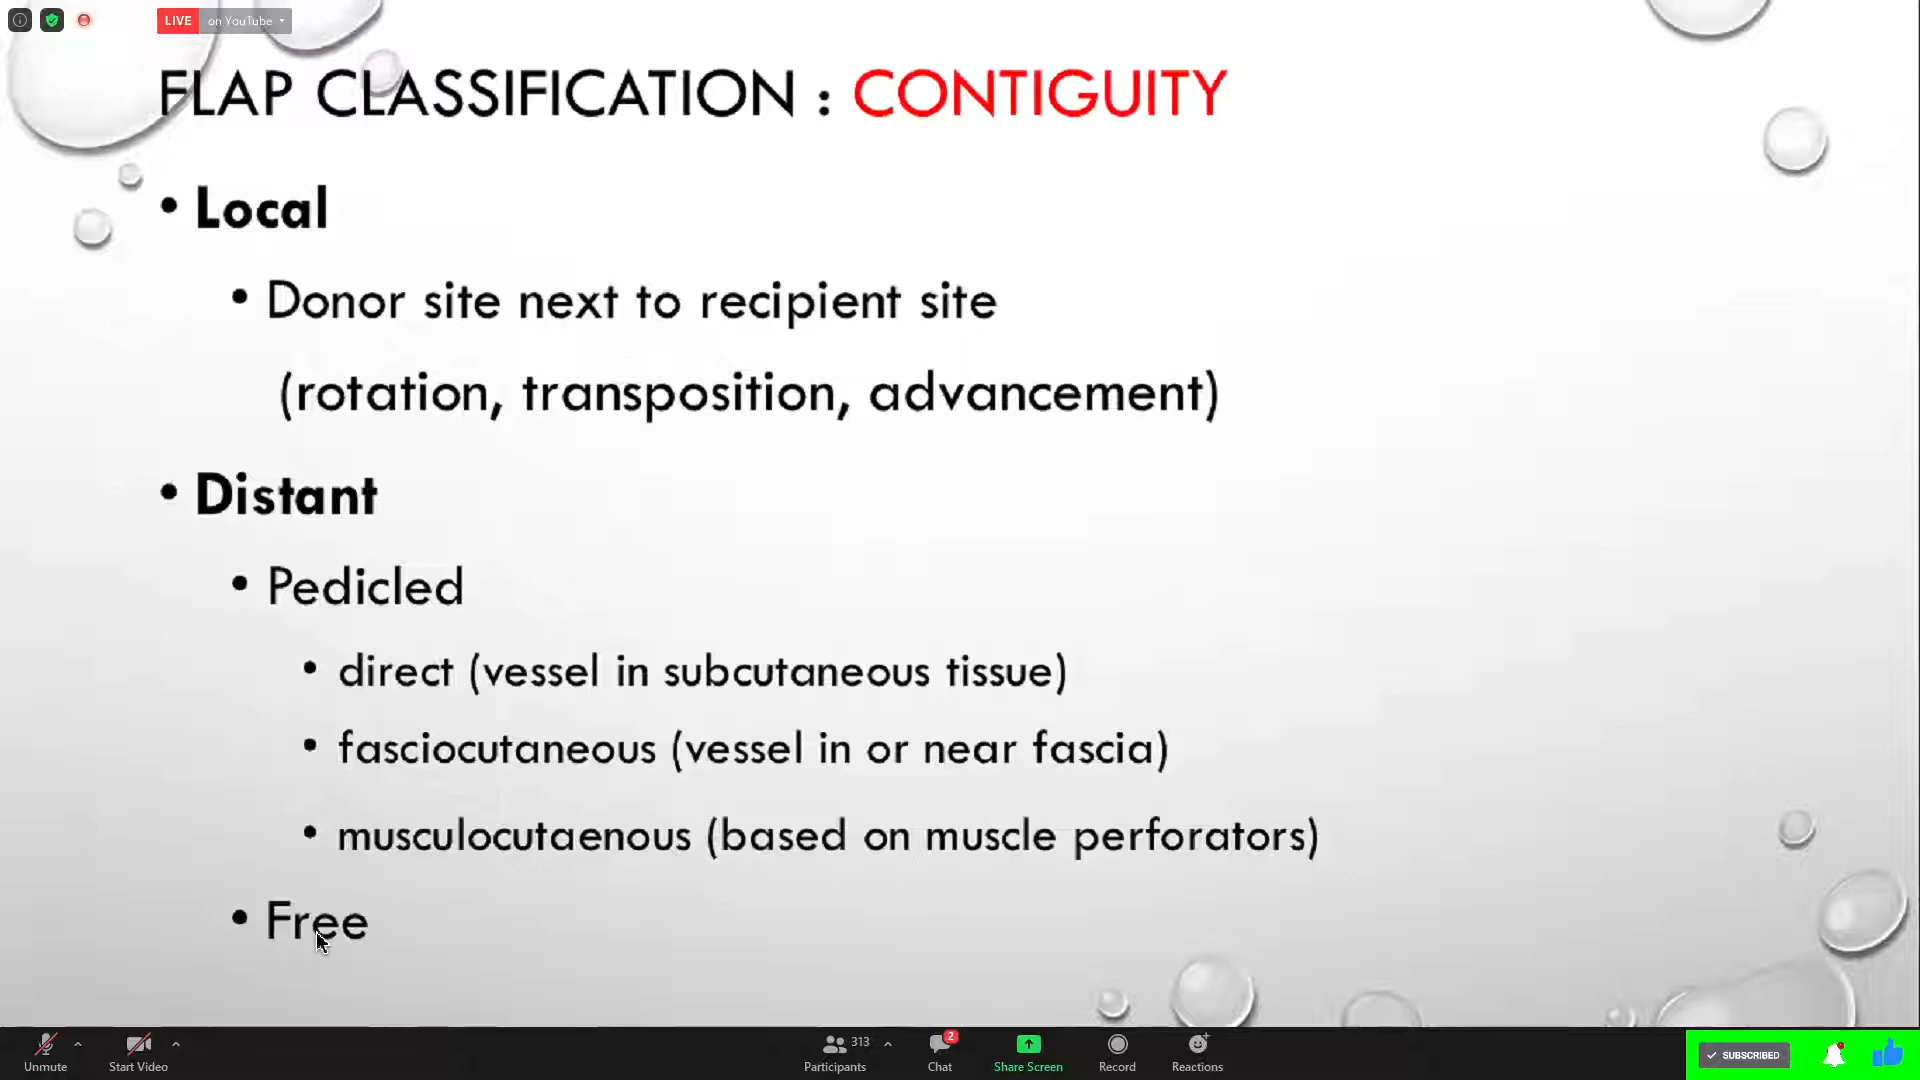 LIVE on YouTube
FLAP CLASSIFICATION : CONTIGUITY
• Local
• Donor site next to recipient site
(rotation, transposition, advancement)
• Distant
• Pedicled
• direct (vessel in subcutaneous tissue)
• fasciocutaneous (vessel in or near fascia)
• musculocutaenous (based on muscle perforators)
• Free
Unmute
Start Video
313
Participants
2
Chat
Share Screen
Record
Reactions
SUBSCRIBED